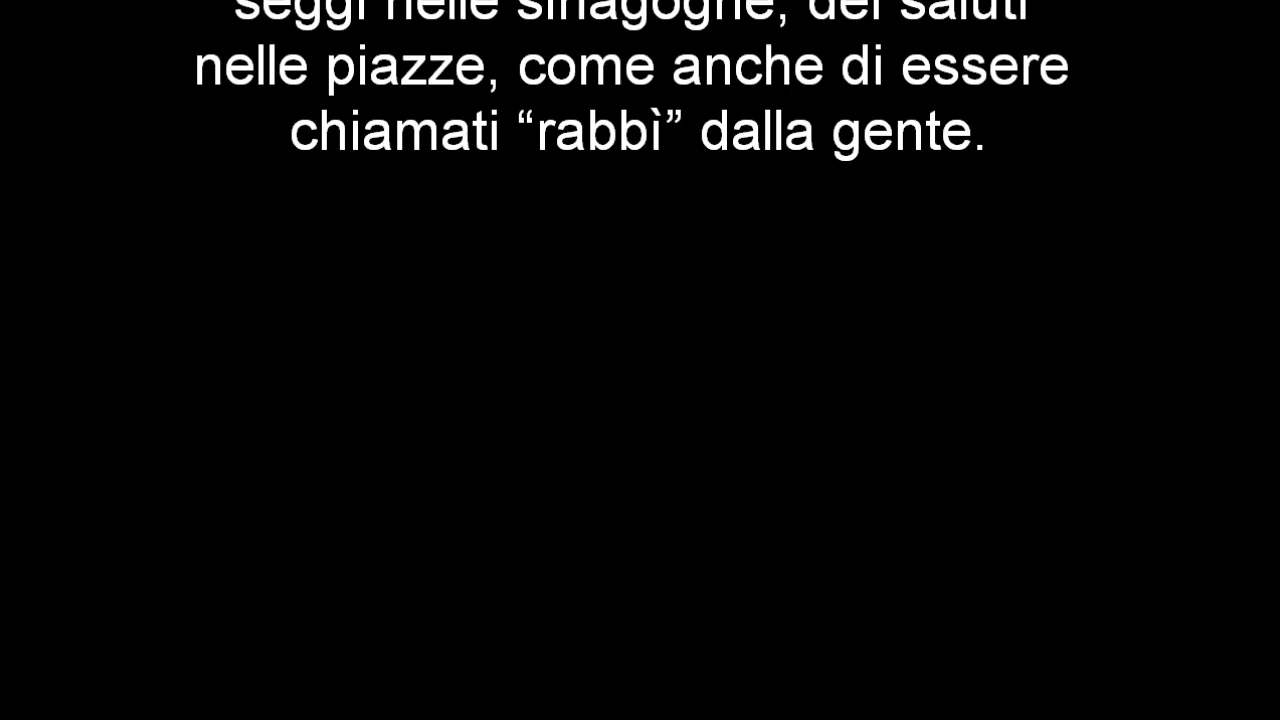 seggi nelle sinagoghe, dei saluti
nelle piazze, come anche di essere
chiamati “rabbì” dalla gente.